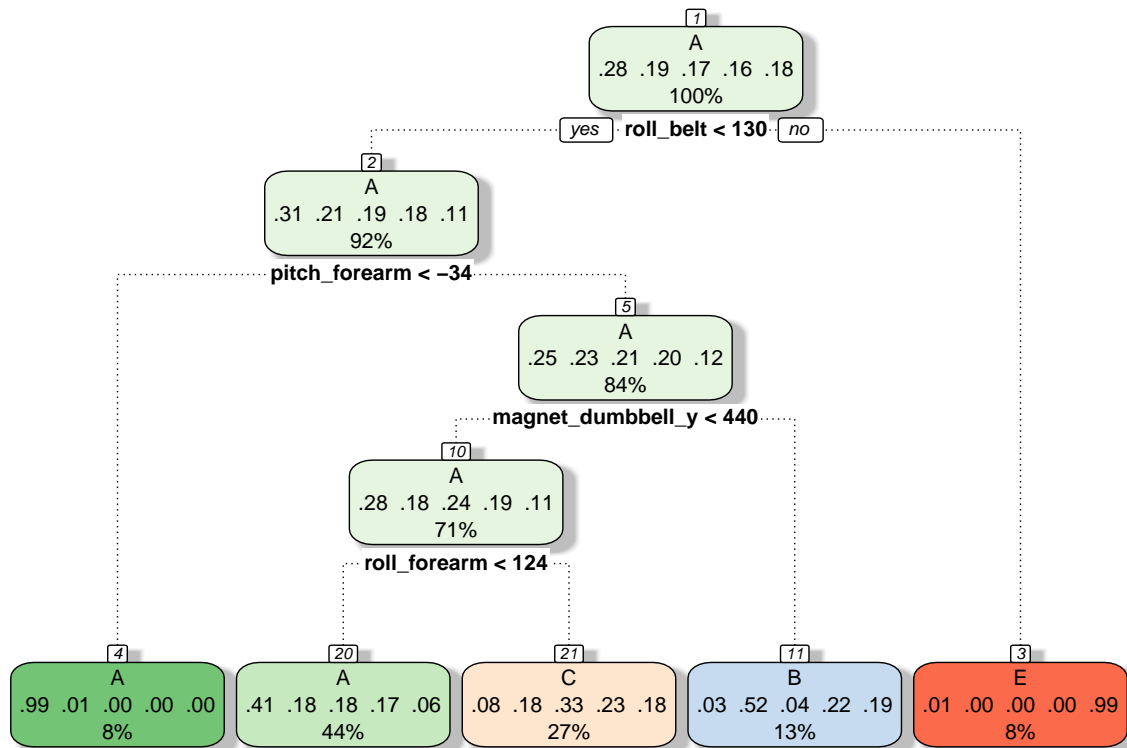 1
A
.28 .19 .17 .16 .18
100%
yes roll_belt < 130 no
2
A
.31 .21 .19 .18 .11
92%
pitch_forearm < −34
5
A
.25 .23 .21 .20 .12
84%
magnet_dumbbell_y < 440
10
A
.28 .18 .24 .19 .11
71%
roll_forearm < 124
4
A
.99 .01 .00 .00 .00
8%
20
A
.41 .18 .18 .17 .06
44%
21
C
.08 .18 .33 .23 .18
27%
11
B
.03 .52 .04 .22 .19
13%
3
E
.01 .00 .00 .00 .99
8%